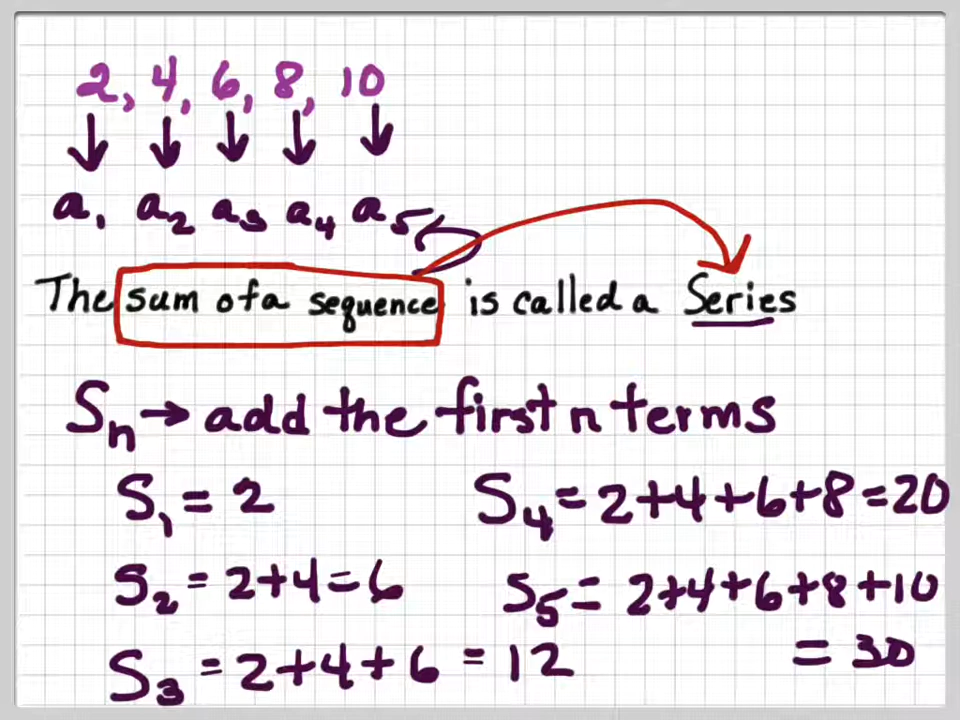 2, 4, 6, 8, 10
a₁ a₂ a₃ a₄ a₅
The sum of a sequence is called a Series
Sₙ → add the first n terms
S₁ = 2
S₂ = 2+4=6
S₃ = 2+4+6 = 12
S₄ = 2+4+6+8=20
S₅ = 2+4+6+8+10
= 30